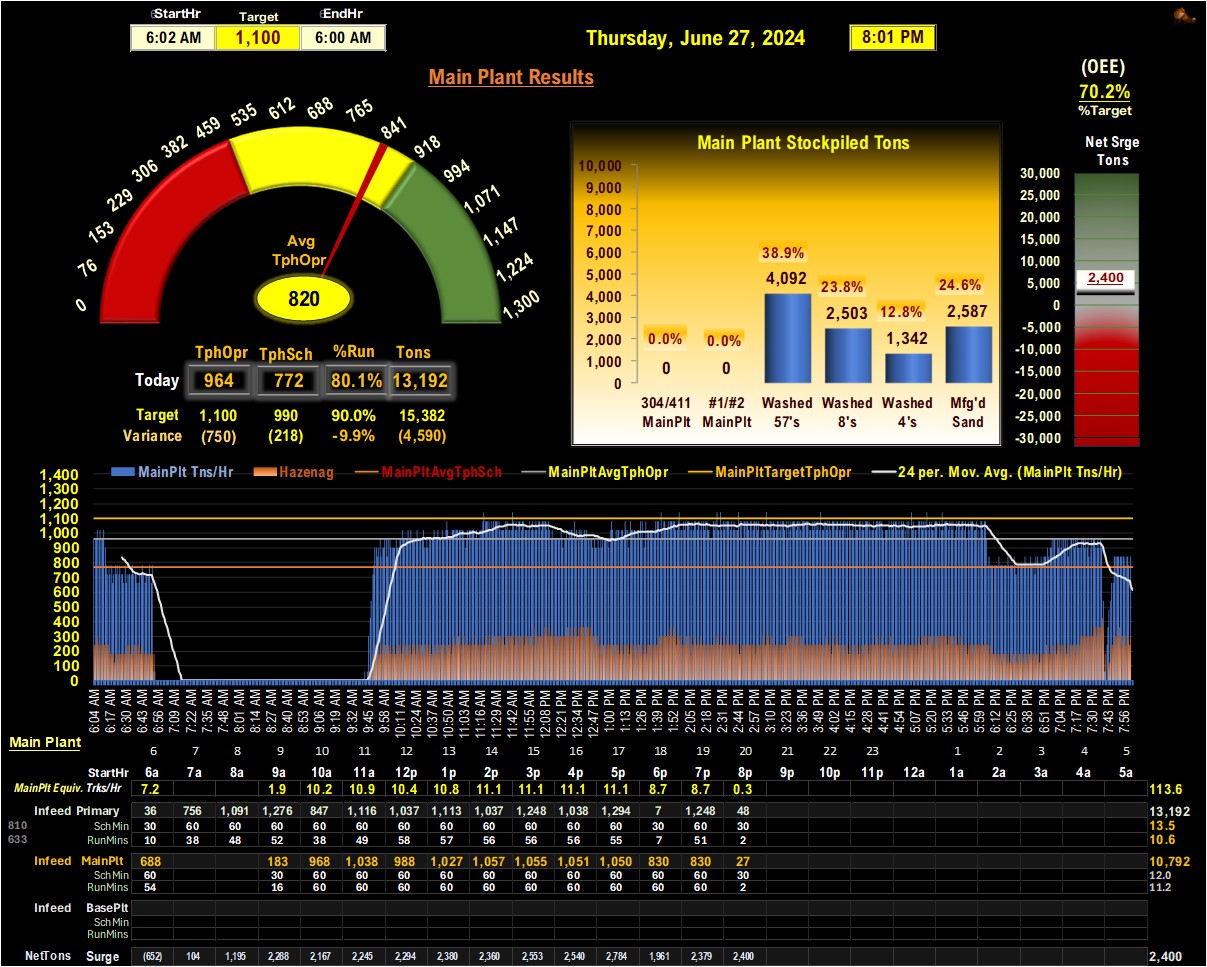 StartHr Target EndHr
6:02 AM 1,100 6:00 AM
Thursday, June 27, 2024 8:01 PM
Main Plant Results
(OEE)
70.2%
%Target
Net Srge
Tons
30,000
25,000
20,000
15,000
10,000
5,000
0
-5,000
-10,000
-15,000
-20,000
-25,000
-30,000
2,400
0
76
153
229
306
382
459
535
612
688
765
841
918
994
1,071
1,147
1,224
1,300
Avg
TphOpr
820
TphOpr TphSch %Run Tons
Today 964 772 80.1% 13,192
Target 1,100 990 90.0% 15,382
Variance (750) (218) -9.9% (4,590)
Main Plant Stockpiled Tons
10,000
9,000
8,000
7,000
6,000
5,000
4,000
3,000
2,000
1,000
0
0.0% 0.0% 38.9% 23.8% 12.8% 24.6%
0 0 4,092 2,503 1,342 2,587
304/411 #1/#2 Washed Washed Washed Mfg'd
MainPlt MainPlt 57's 8's 4's Sand
MainPlt Tns/Hr Hazenag MainPltAvgTphSch MainPltAvgTphOpr MainPltTargetTphOpr 24 per. Mov. Avg. (MainPlt Tns/Hr)
1,400
1,300
1,200
1,100
1,000
900
800
700
600
500
400
300
200
100
0
6:04 AM
6:17 AM
6:30 AM
6:43 AM
6:56 AM
7:09 AM
7:22 AM
7:35 AM
7:48 AM
8:01 AM
8:14 AM
8:27 AM
8:40 AM
8:53 AM
9:06 AM
9:19 AM
9:32 AM
9:45 AM
10:11 AM
10:24 AM
10:37 AM
10:50 AM
11:03 AM
11:16 AM
11:29 AM
11:42 AM
11:55 AM
12:08 PM
12:21 PM
12:34 PM
12:47 PM
1:00 PM
1:13 PM
1:26 PM
1:39 PM
1:52 PM
2:05 PM
2:18 PM
2:31 PM
2:44 PM
2:57 PM
3:10 PM
3:23 PM
3:36 PM
3:49 PM
4:02 PM
4:15 PM
4:28 PM
4:41 PM
4:54 PM
5:07 PM
5:20 PM
5:33 PM
5:46 PM
5:59 PM
6:12 PM
6:25 PM
6:38 PM
6:51 PM
7:04 PM
7:17 PM
7:30 PM
7:43 PM
7:56 PM
Main Plant
6 7 8 9 10 11 12 13 14 15 16 17 18 19 20 21 22 23 1 2 3 4 5
StartHr 6a 7a 8a 9a 10a 11a 12p 1p 2p 3p 4p 5p 6p 7p 8p 9p 10p 11p 12a 1a 2a 3a 4a 5a
MainPlt Equiv. Trks/Hr 7.2 1.9 10.2 10.9 10.4 10.8 11.1 11.1 11.1 11.1 8.7 8.7 0.3 113.6
Infeed Primary 36 756 1,091 1,276 847 1,116 1,037 1,113 1,037 1,248 1,038 1,294 7 1,248 48 13,192
810 SchMin 30 60 60 60 60 60 60 60 60 60 60 60 30 60 30 13.5
633 RunMins 10 38 48 52 38 49 58 57 56 56 56 55 7 51 2 10.6
Infeed MainPlt 688 183 968 1,038 988 1,027 1,057 1,055 1,051 1,050 830 830 27 10,792
SchMin 60 30 60 60 60 60 60 60 60 60 60 60 30 12.0
RunMins 54 16 60 60 60 60 60 60 60 60 60 60 2 11.2
Infeed BasePlt
SchMin
RunMins
NetTons Surge (652) 104 1,195 2,288 2,167 2,245 2,294 2,380 2,360 2,553 2,540 2,784 1,961 2,379 2,400 2,400